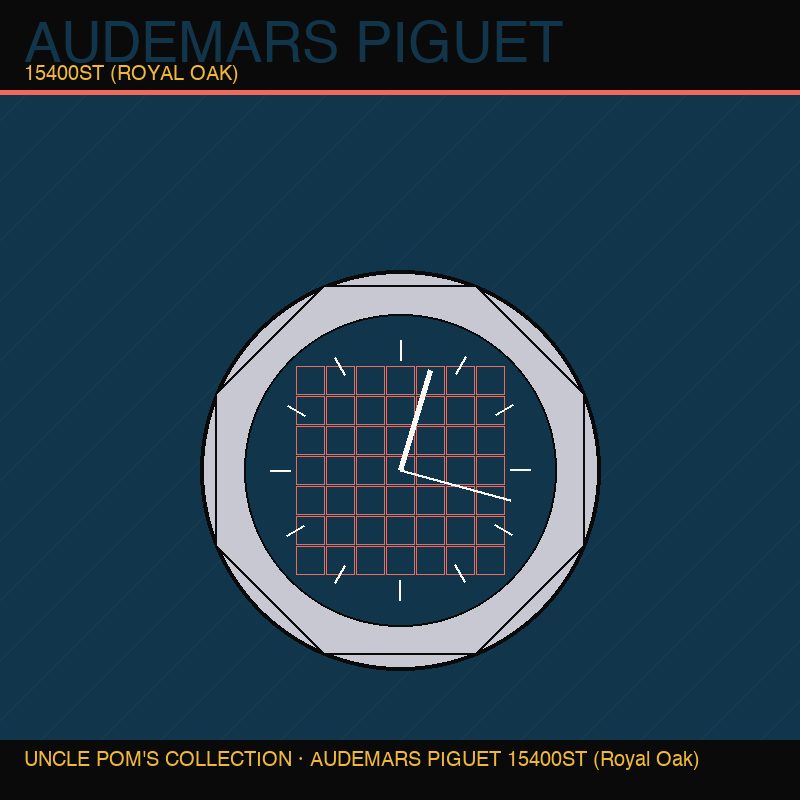 AUDEMARS PIGUET
15400ST (ROYAL OAK)
UNCLE POM'S COLLECTION · AUDEMARS PIGUET 15400ST (Royal Oak)